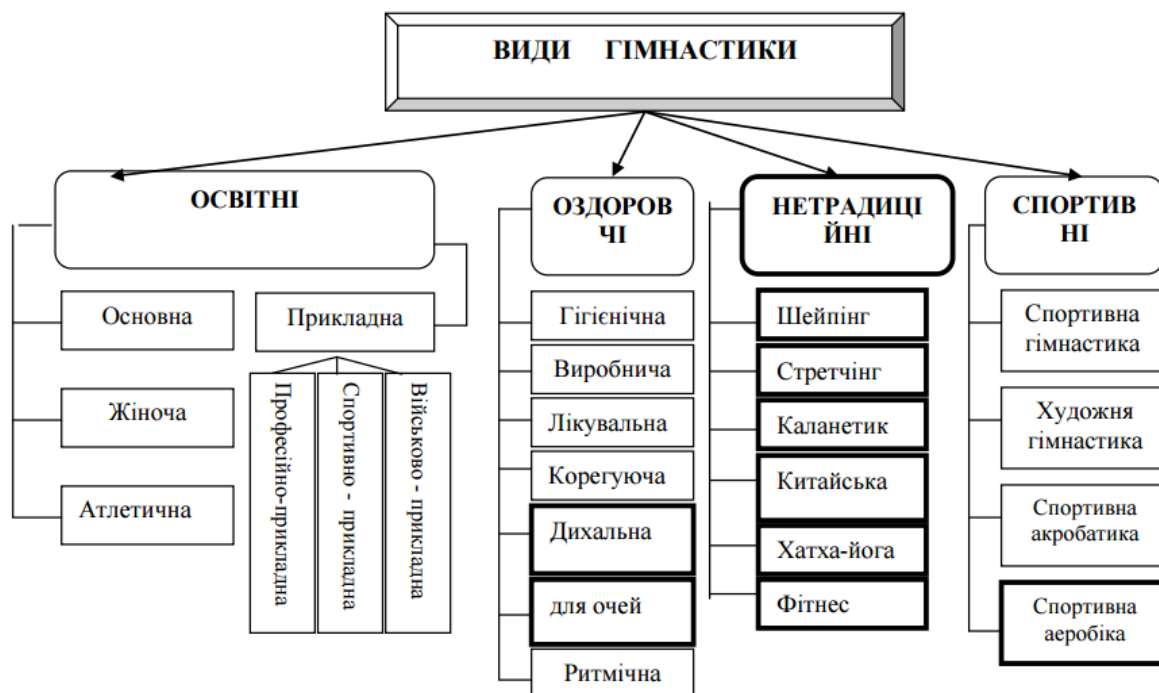 ВИДИ ГІМНАСТИКИ
ОСВІТНІ
Основна
Жіноча
Атлетична
Прикладна
Професійно-прикладна
Спортивно - прикладна
Військово - прикладна
ОЗДОРОВ
ЧІ
Гігієнічна
Виробнича
Лікувальна
Корегуюча
Дихальна
для очей
Ритмічна
НЕТРАДИЦІ
ЙНІ
Шейпінг
Стретчінг
Каланетик
Китайська
Хатха-йога
Фітнес
СПОРТИВ
НІ
Спортивна
гімнастика
Художня
гімнастика
Спортивна
акробатика
Спортивна
аеробіка